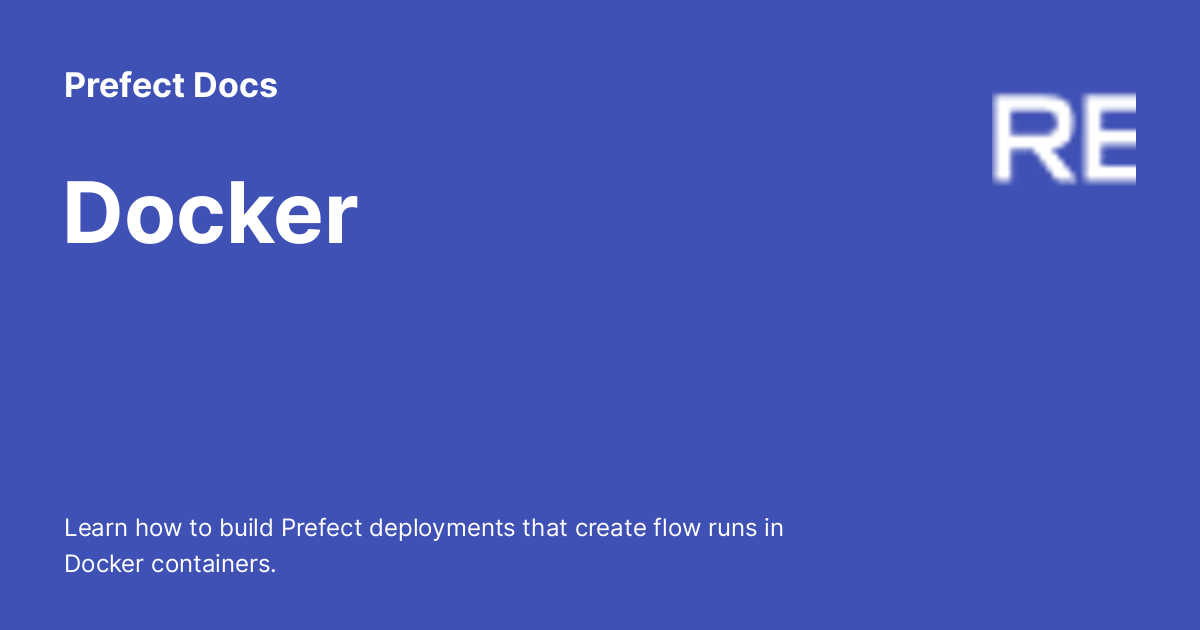 Prefect Docs
RE
Docker
Learn how to build Prefect deployments that create flow runs in
Docker containers.